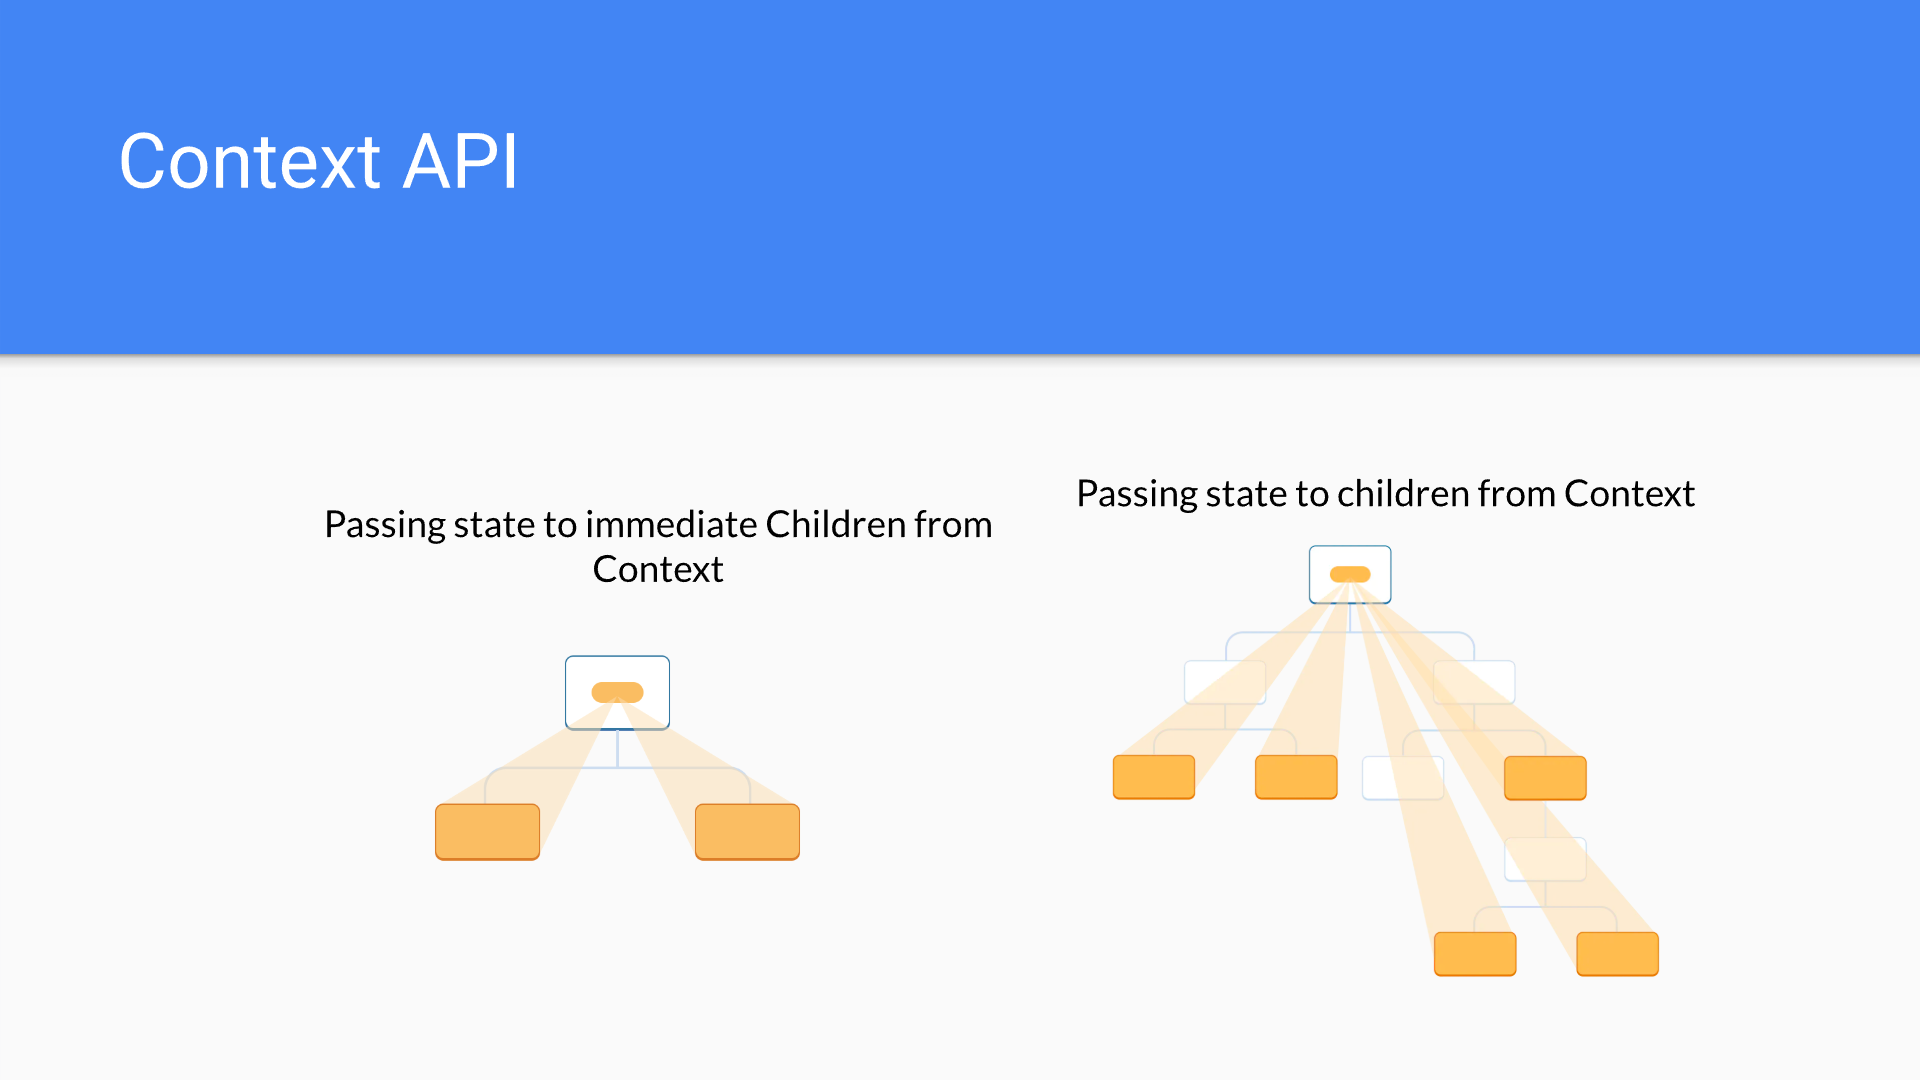 Context API
Passing state to immediate Children from
Context
Passing state to children from Context